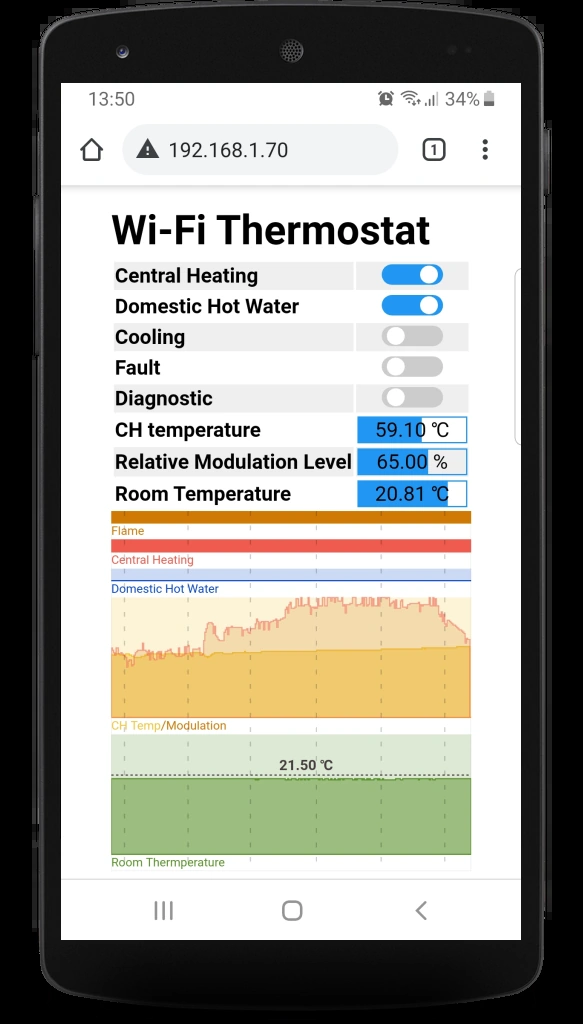 13:50 34%
192.168.1.70 1
Wi-Fi Thermostat
Central Heating
Domestic Hot Water
Cooling
Fault
Diagnostic
CH temperature 59.10 ℃
Relative Modulation Level 65.00 %
Room Temperature 20.81 ℃
Flame
Central Heating
Domestic Hot Water
CH Temp/Modulation
21.50 ℃
Room Thermperature